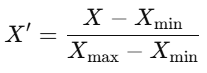 X′ = \frac{X − X_{min}}{X_{max} − X_{min}}